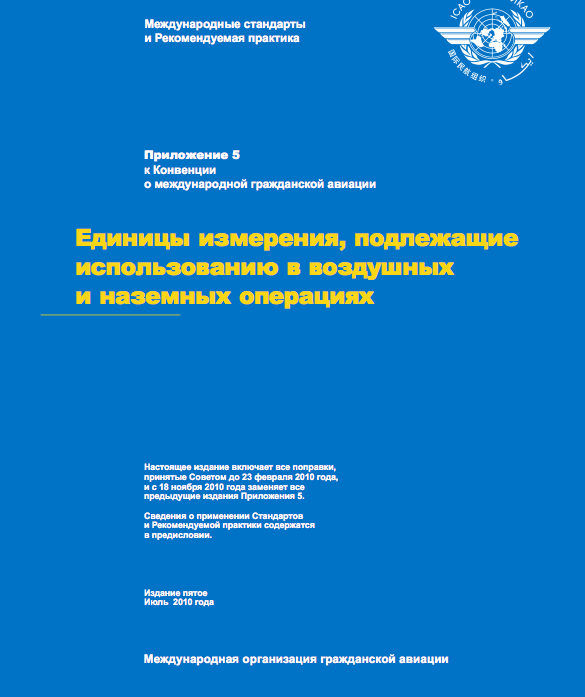 Международные стандарты
и Рекомендуемая практика
国际民航组织
Приложение 5
к Конвенции
о международной гражданской авиации
Единицы измерения, подлежащие
использованию в воздушных
и наземных операциях
Настоящее издание включает все поправки,
принятые Советом до 23 февраля 2010 года,
и с 18 ноября 2010 года заменяет все
предыдущие издания Приложения 5.
Сведения о применении Стандартов
и Рекомендуемой практики содержатся
в предисловии.
Издание пятое
Июль 2010 года
Международная организация гражданской авиации